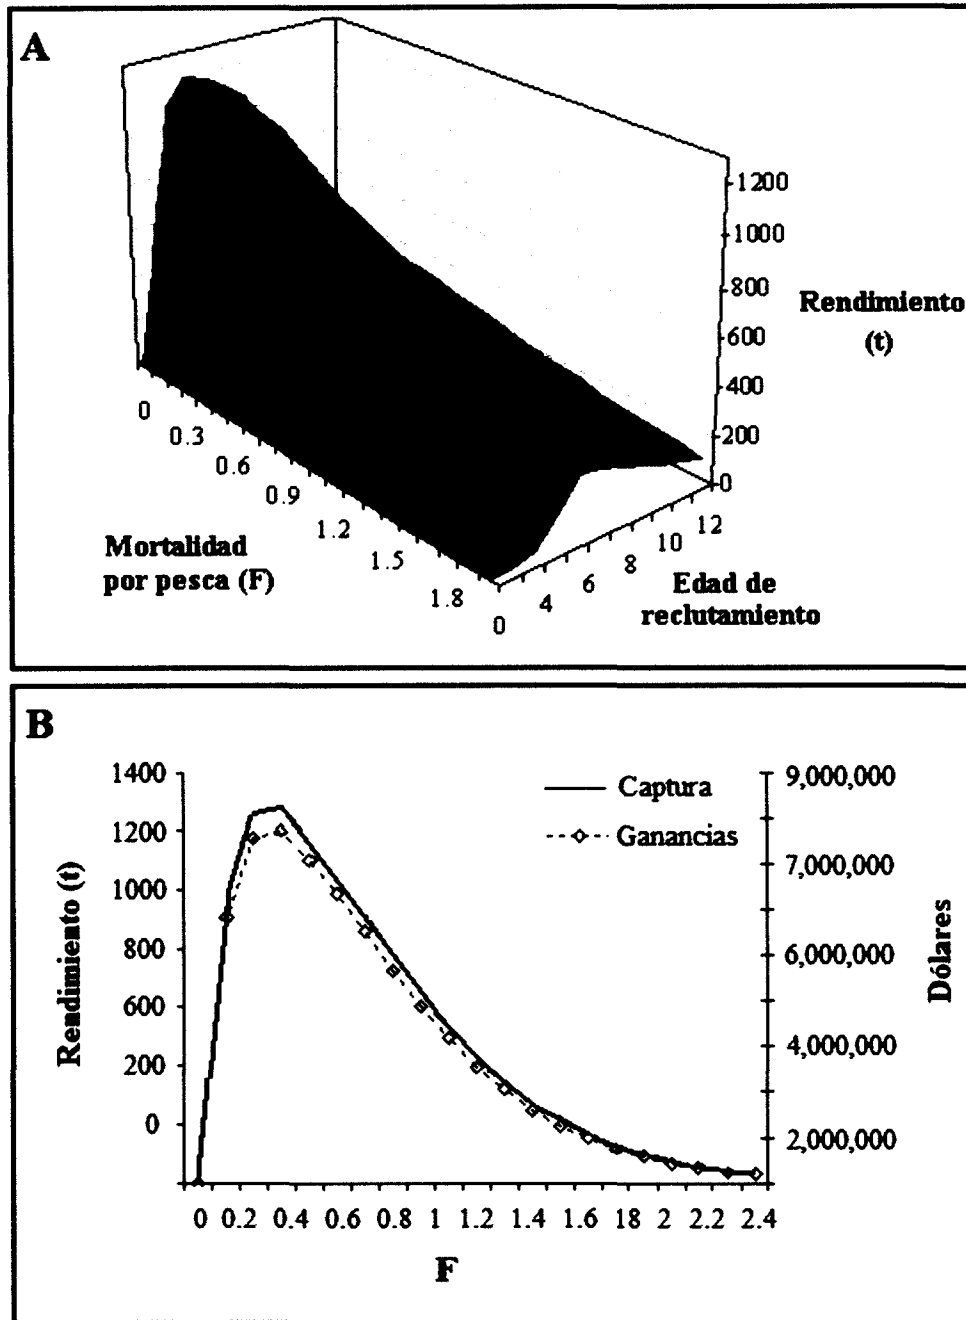 A
1200
1000
800
600
400
200
0
Rendimiento
(t)
0
0.3
0.6
0.9
1.2
1.5
1.8
Mortalidad
por pesca (F)
0
4
6
8
10
12
Edad de
reclutamiento
B
1400
1200
1000
800
600
200
0
Rendimiento (t)
Captura
Ganancias
9,000,000
7,000,000
6,000,000
4,000,000
2,000,000
Dólares
0 0.2 0.4 0.6 0.8 1 1.2 1.4 1.6 18 2 2.2 2.4
F